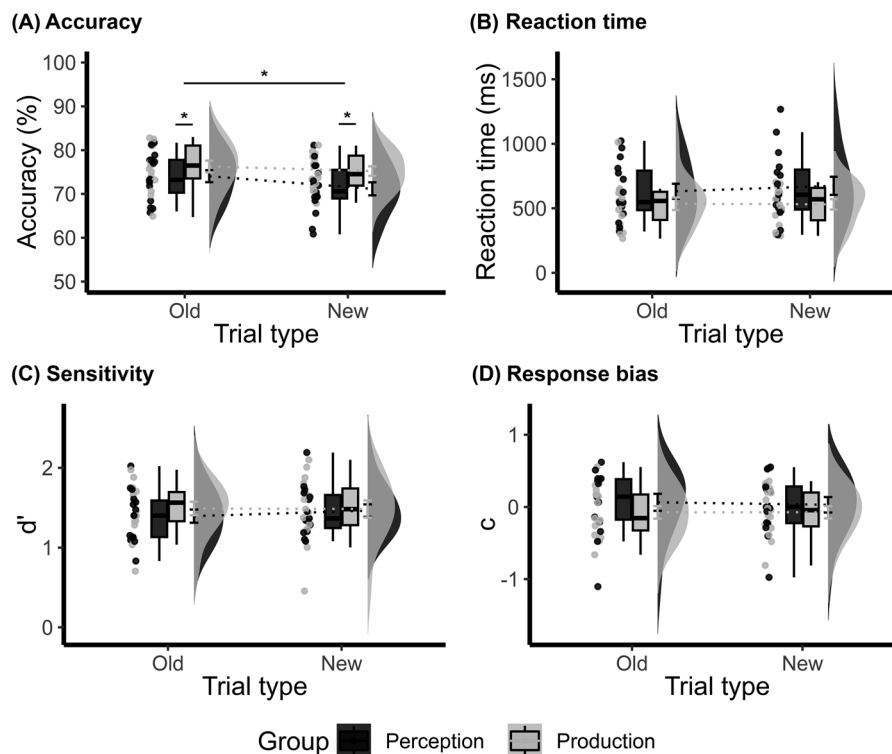 (A) Accuracy
Accuracy (%)
100
90
80
70
60
50
*
*
*
Old
New
Trial type
(B) Reaction time
Reaction time (ms)
1500
1000
500
0
Old
New
Trial type
(C) Sensitivity
d'
2
1
0
Old
New
Trial type
(D) Response bias
c
1
0
-1
Old
New
Trial type
Group Perception Production